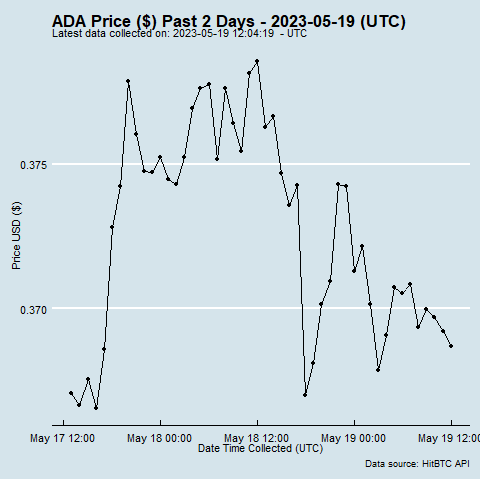 ADA Price ($) Past 2 Days - 2023-05-19 (UTC)
Latest data collected on: 2023-05-19 12:04:19  - UTC
Price USD ($)
0.375
0.370
May 17 12:00
May 18 00:00
May 18 12:00
May 19 00:00
May 19 12:00
Date Time Collected (UTC)
Data source: HitBTC API